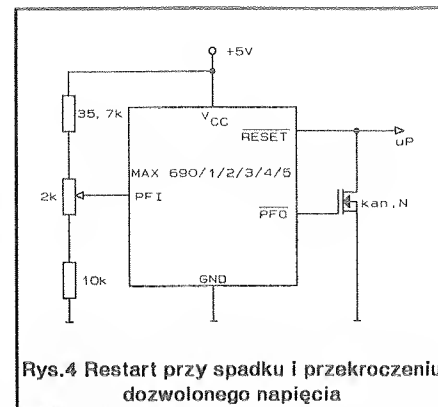 +5V
35,7k
VCC
RESET
uP
MAX 690/1/2/3/4/5
2k
PFI
PFO
kan.N
GND
10k
Rys.4 Restart przy spadku i przekroczeniu
dozwolonego napięcia